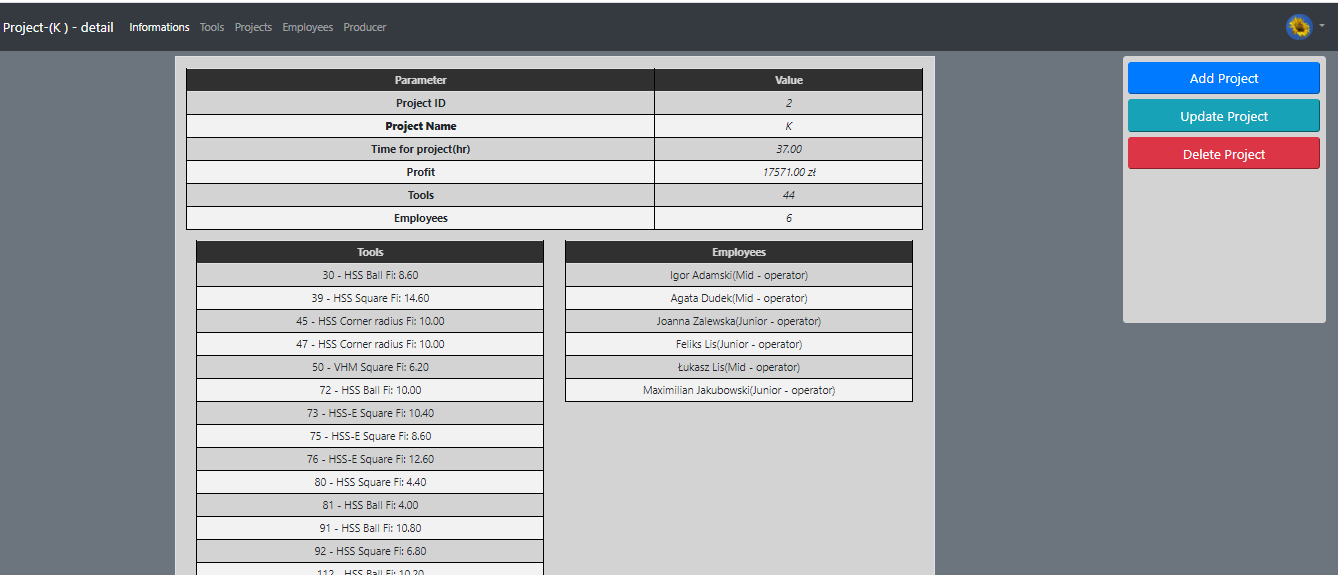 Project-(K ) - detail Informations Tools Projects Employees Producer
Parameter Value
Project ID 2
Project Name K
Time for project(hr) 37.00
Profit 17571.00 zł
Tools 44
Employees 6
Add Project
Update Project
Delete Project
Tools
30 - HSS Ball Fi: 8.60
39 - HSS Square Fi: 14.60
45 - HSS Corner radius Fi: 10.00
47 - HSS Corner radius Fi: 10.00
50 - VHM Square Fi: 6.20
72 - HSS Ball Fi: 10.00
73 - HSS-E Square Fi: 10.40
75 - HSS-E Square Fi: 8.60
76 - HSS-E Square Fi: 12.60
80 - HSS Square Fi: 4.40
81 - HSS Ball Fi: 4.00
91 - HSS Ball Fi: 10.80
92 - HSS Square Fi: 6.80
112 - HSS Ball Fi: 10.20
Employees
Igor Adamski(Mid - operator)
Agata Dudek(Mid - operator)
Joanna Zalewska(Junior - operator)
Feliks Lis(Junior - operator)
Łukasz Lis(Mid - operator)
Maximilian Jakubowski(Junior - operator)